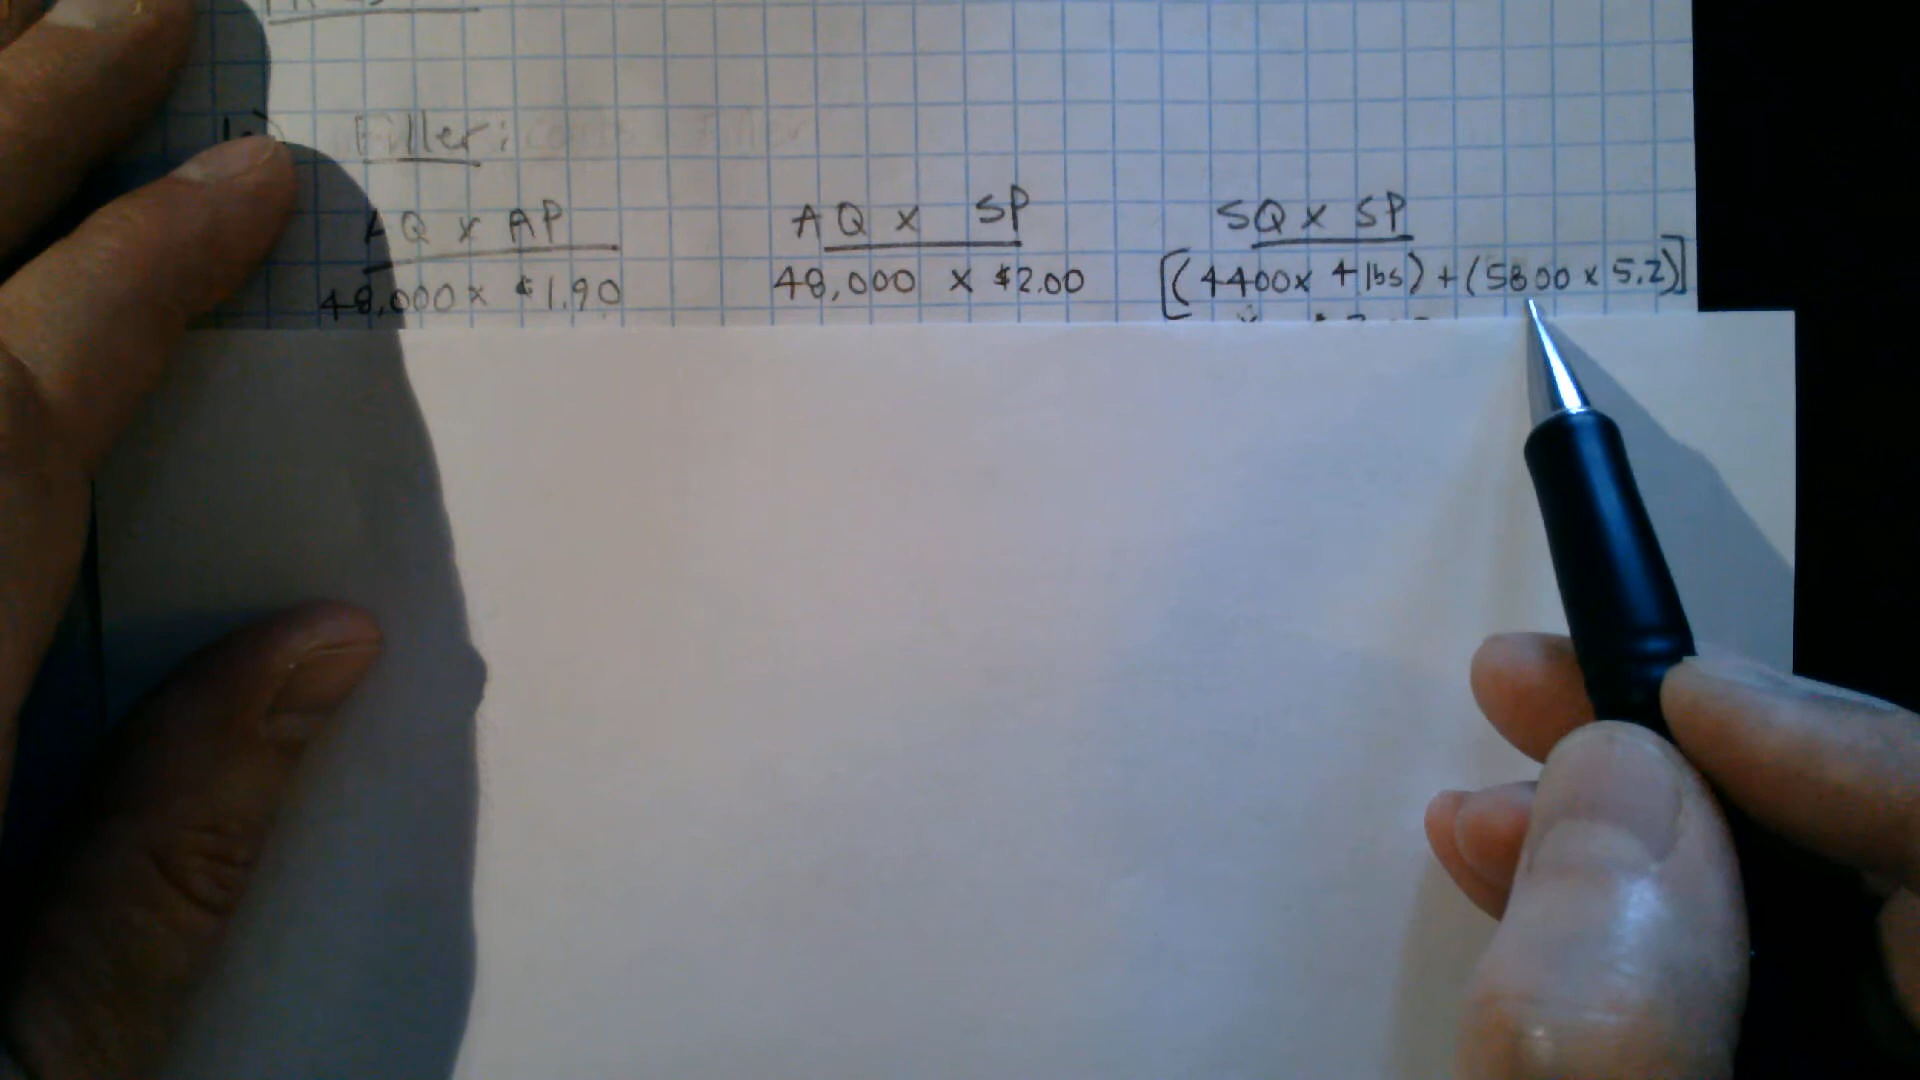 Filler:
AQ x AP AQ x SP SQ x SP
48,000 x $1.90 48,000 x $2.00 [(4400x 4 lbs) + (5800 x 5.2)]